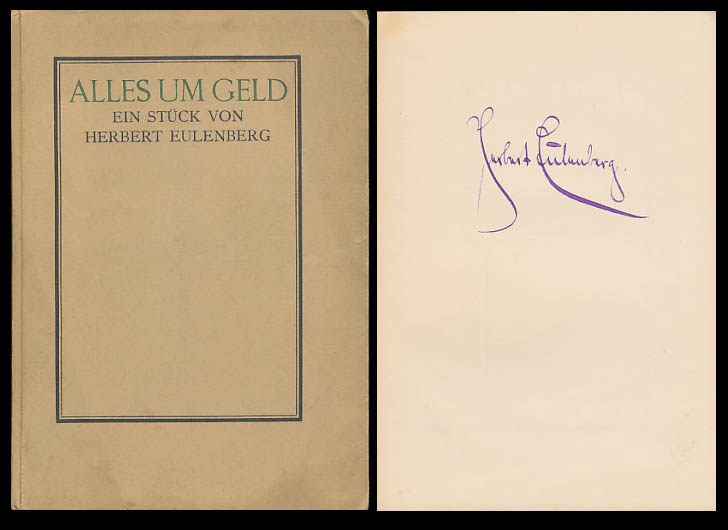 ALLES UM GELD
EIN STÜCK VON
HERBERT EULENBERG
Herbert Eulenberg.